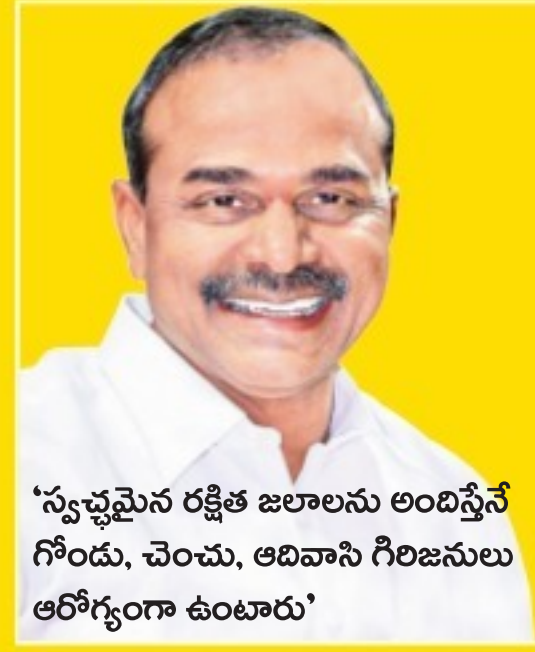 ‘స్వచ్ఛమైన రక్షిత జలాలను అందిస్తేనే
గోండు, చెంచు, ఆదివాసి గిరిజనులు
ఆరోగ్యంగా ఉంటారు’